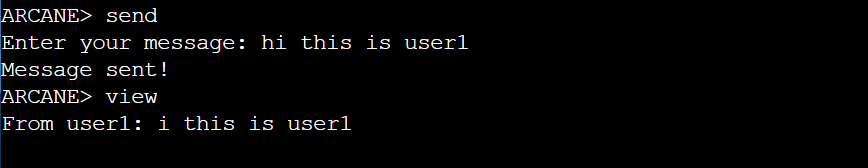 ARCANE> send
Enter your message: hi this is user1
Message sent!
ARCANE> view
From user1: i this is user1